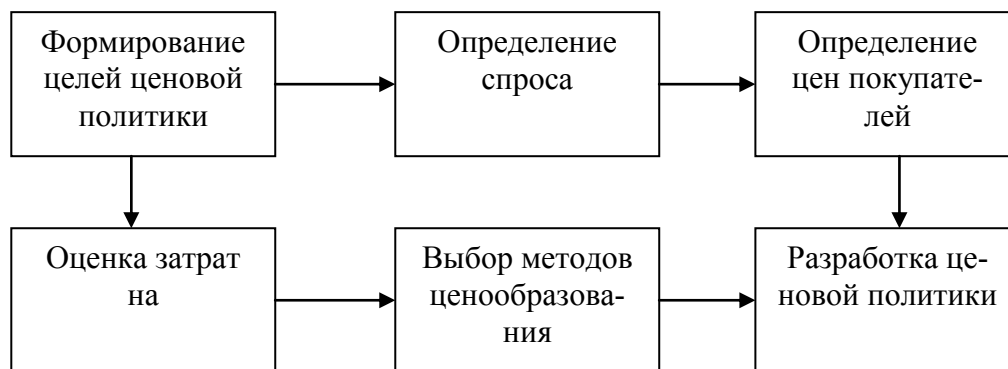 Формирование
целей ценовой
политики
Определение
спроса
Определение
цен покупате-
лей
Оценка затрат
на
Выбор методов
ценообразова-
ния
Разработка це-
новой политики